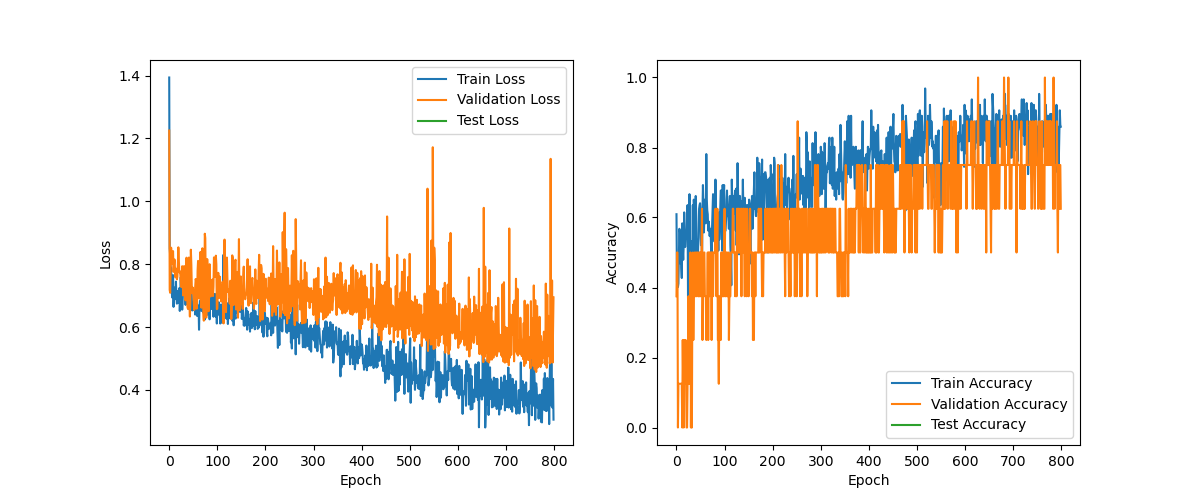 1.4
1.2
1.0
0.8
0.6
0.4
Loss
0 100 200 300 400 500 600 700 800
Epoch
Train Loss
Validation Loss
Test Loss
1.0
0.8
0.6
0.4
0.2
0.0
Accuracy
0 100 200 300 400 500 600 700 800
Epoch
Train Accuracy
Validation Accuracy
Test Accuracy